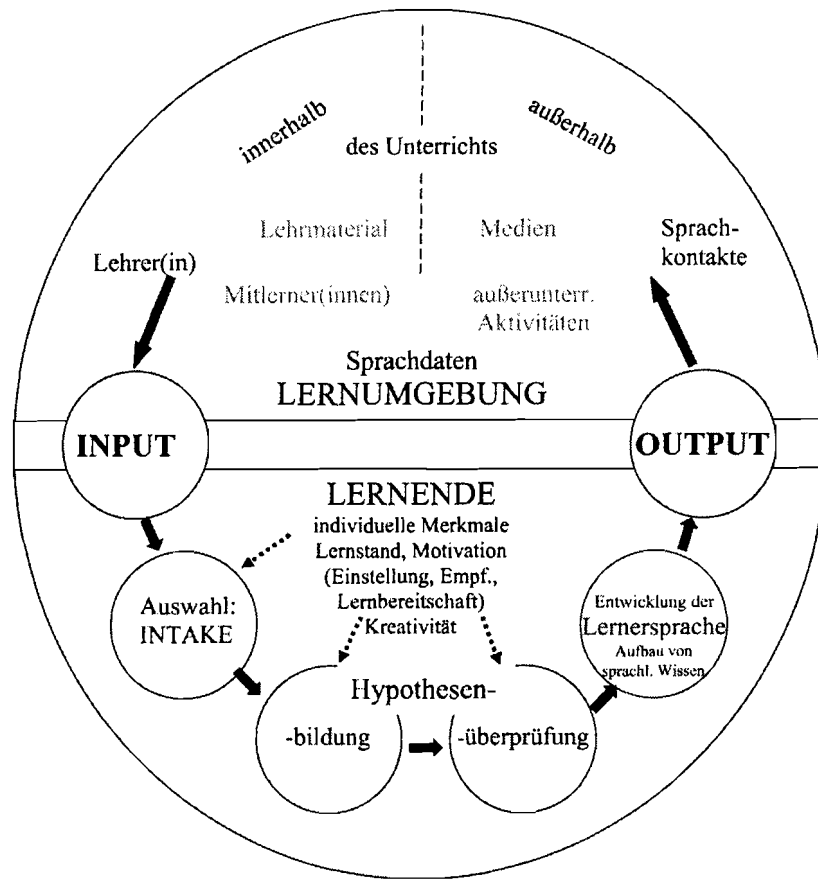 innerhalb
außerhalb
des Unterrichts
Lehrmaterial
Medien
Sprach-
kontakte
Lehrer(in)
Mitlerner(innen)
außerunterr.
Aktivitäten
Sprachdaten
LERNUMGEBUNG
INPUT
OUTPUT
LERNENDE
individuelle Merkmale
Lernstand, Motivation
(Einstellung, Empf.,
Lernbereitschaft)
Kreativität
Auswahl:
INTAKE
Entwicklung der
Lernersprache
Aufbau von
sprachl. Wissen
Hypothesen-
-bildung
-überprüfung